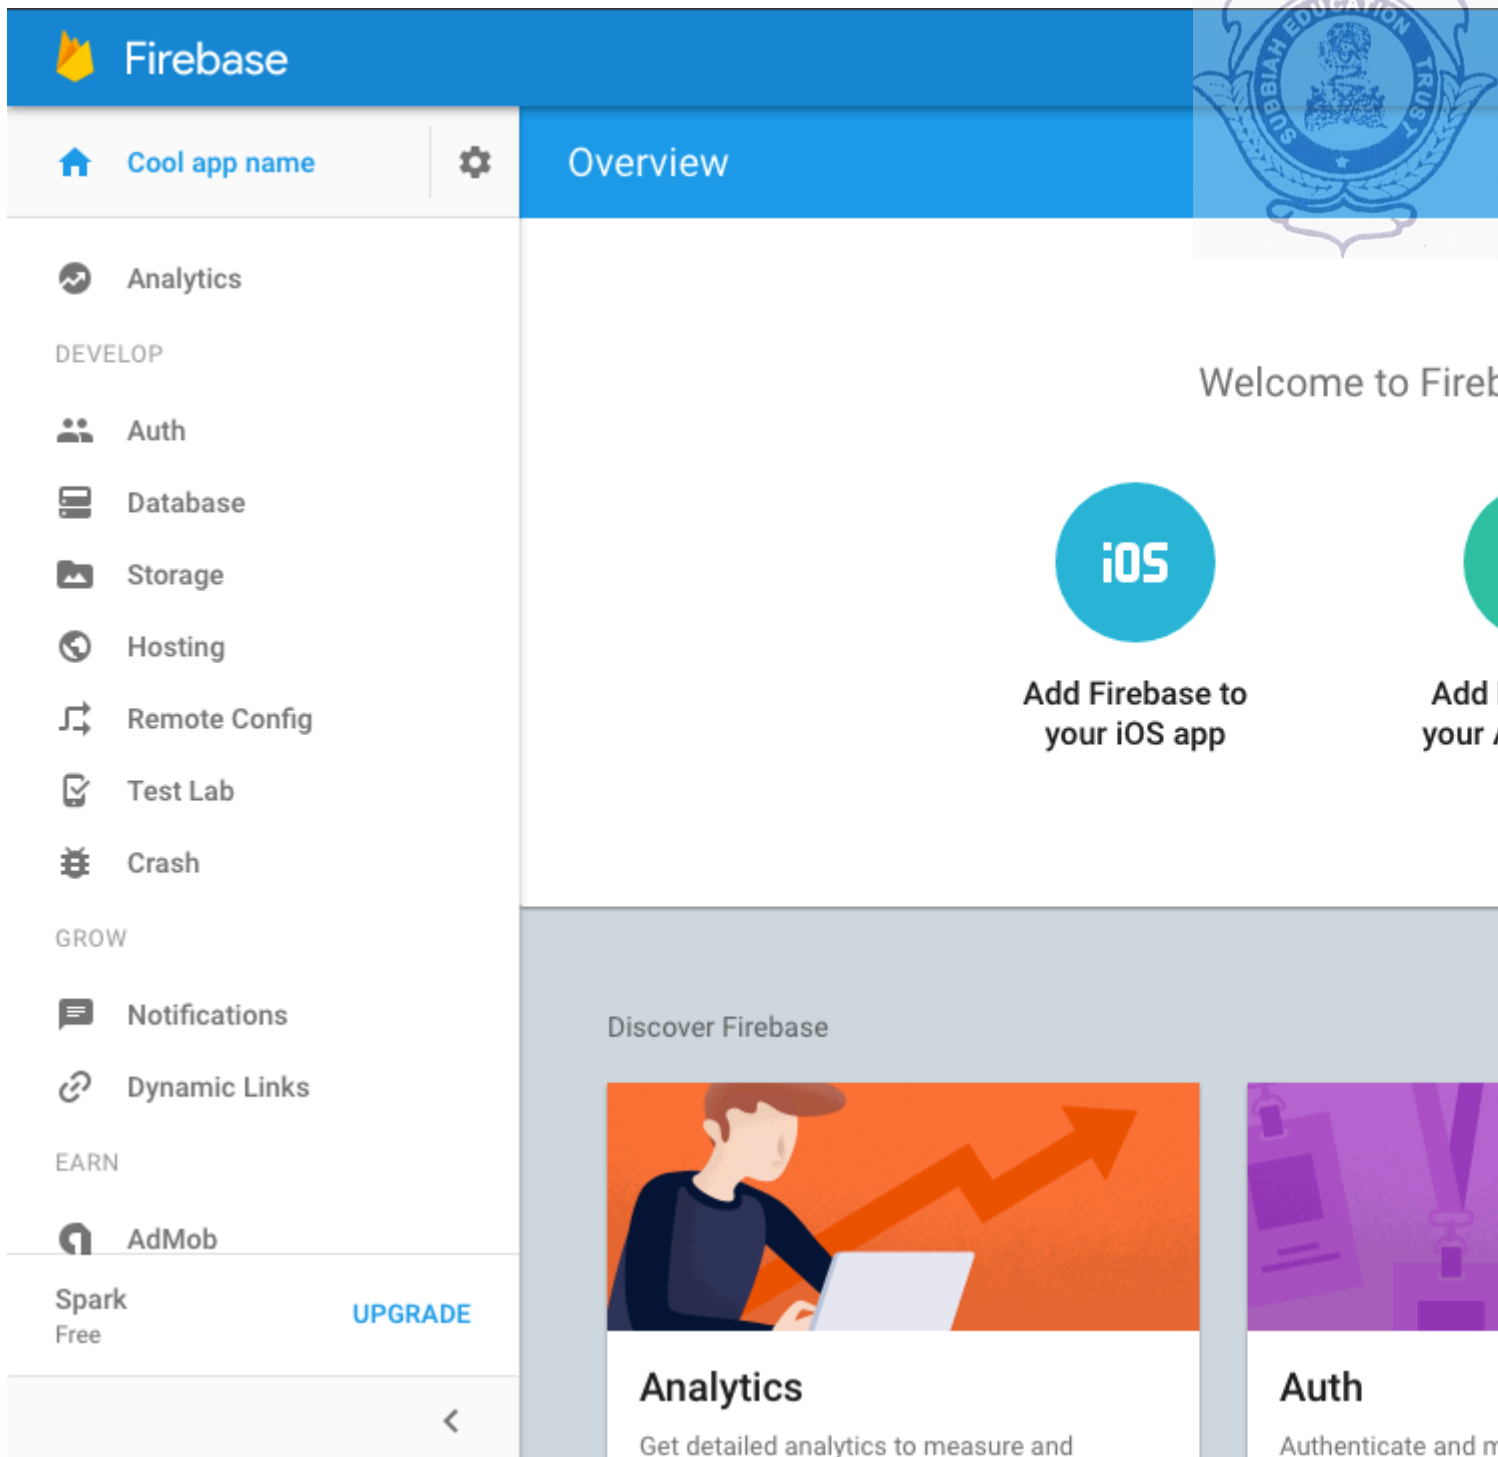 Firebase
SUBBIAH EDUCATION TRUST
Cool app name
Overview
Analytics
DEVELOP
Auth
Database
Storage
Hosting
Remote Config
Test Lab
Crash
GROW
Notifications
Dynamic Links
EARN
AdMob
Spark
Free
UPGRADE
Welcome to
iOS
Add Firebase to
your iOS app
Add
your
Discover Firebase
Analytics
Get detailed analytics to measure and
Auth
Authenticate and